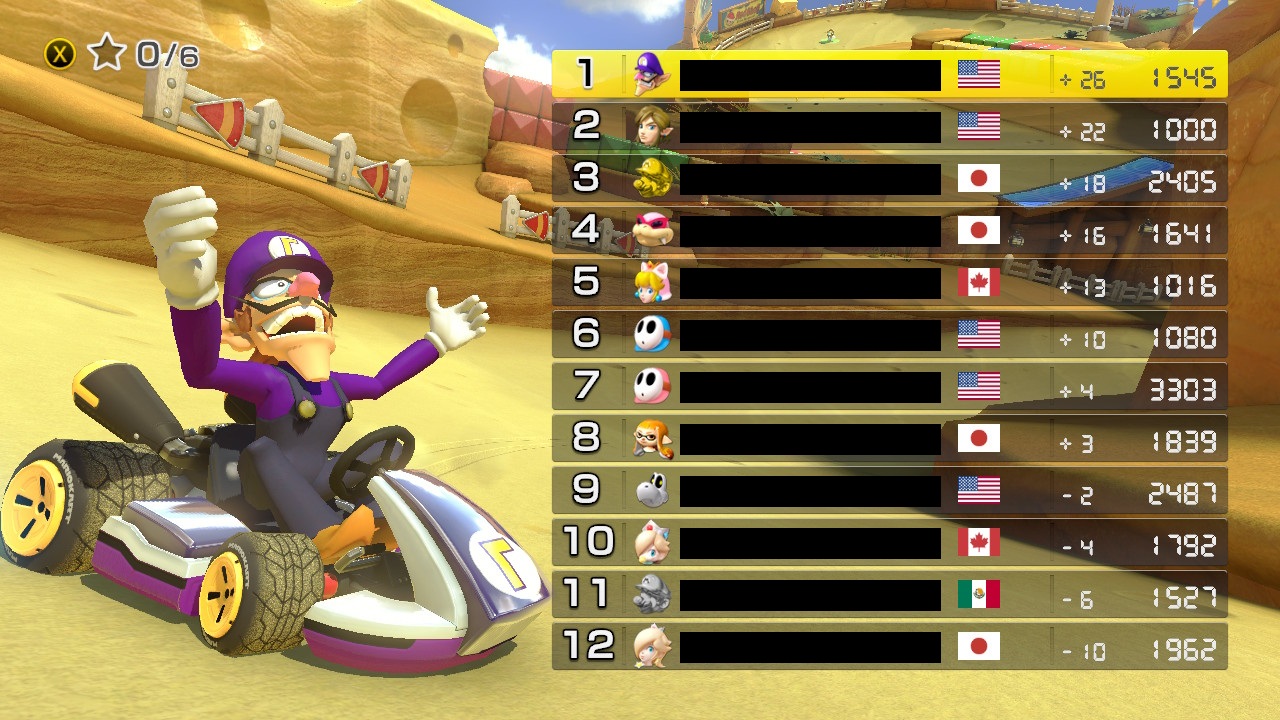 X 0/6
1 + 26 1545
2 + 22 1000
3 + 18 2405
4 + 16 1641
5 + 13 1016
6 + 10 1080
7 + 4 3303
8 + 3 1839
9 - 2 2487
10 - 4 1792
11 - 6 1527
12 - 10 1962